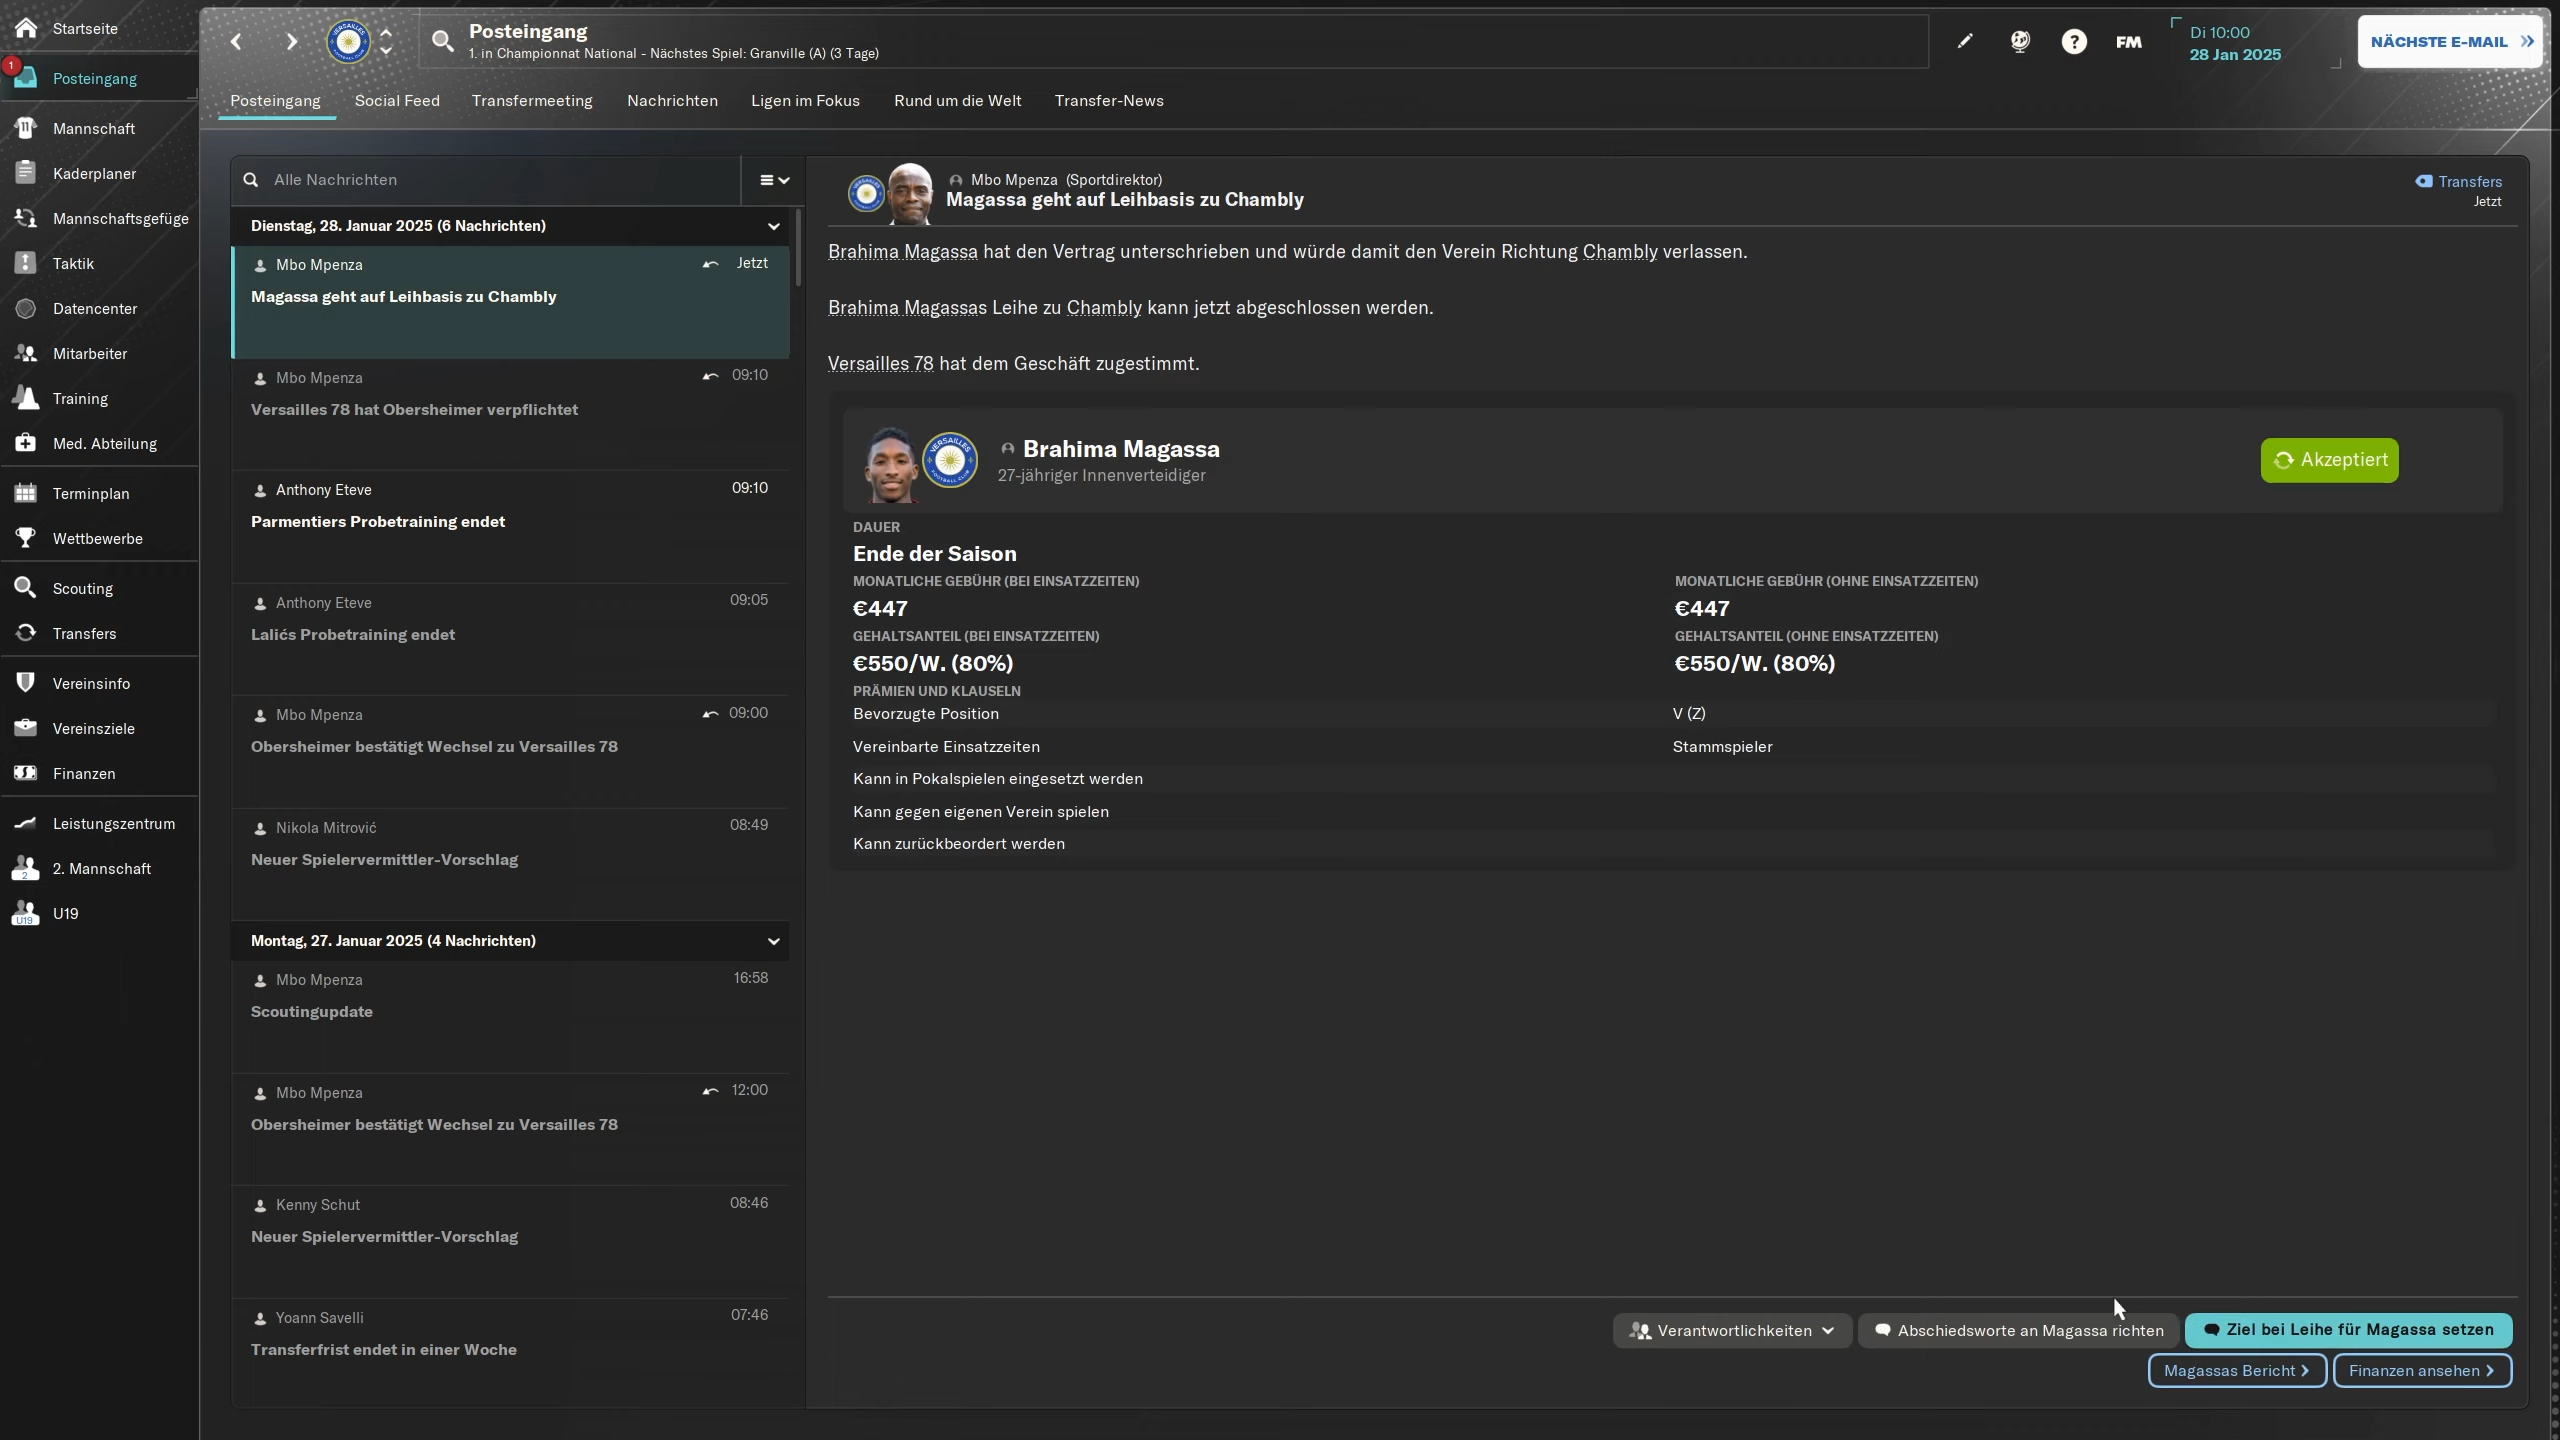 Startseite
1
Posteingang
Mannschaft
Kaderplaner
Mannschaftsgefüge
Taktik
Datencenter
Mitarbeiter
Training
Med. Abteilung
Terminplan
Wettbewerbe
Scouting
Transfers
Vereinsinfo
Vereinsziele
Finanzen
Leistungszentrum
2. Mannschaft
U19
Posteingang
1. in Championnat National - Nächstes Spiel: Granville (A) (3 Tage)
FM
Di 10:00
28 Jan 2025
NÄCHSTE E-MAIL
Posteingang Social Feed Transfermeeting Nachrichten Ligen im Fokus Rund um die Welt Transfer-News
Alle Nachrichten
Dienstag, 28. Januar 2025 (6 Nachrichten)
Mbo Mpenza Jetzt
Magassa geht auf Leihbasis zu Chambly
Mbo Mpenza 09:10
Versailles 78 hat Obersheimer verpflichtet
Anthony Eteve 09:10
Parmentiers Probetraining endet
Anthony Eteve 09:05
Lalićs Probetraining endet
Mbo Mpenza 09:00
Obersheimer bestätigt Wechsel zu Versailles 78
Nikola Mitrović 08:49
Neuer Spielervermittler-Vorschlag
Montag, 27. Januar 2025 (4 Nachrichten)
Mbo Mpenza 16:58
Scoutingupdate
Mbo Mpenza 12:00
Obersheimer bestätigt Wechsel zu Versailles 78
Kenny Schut 08:46
Neuer Spielervermittler-Vorschlag
Yoann Savelli 07:46
Transferfrist endet in einer Woche
Mbo Mpenza (Sportdirektor)
Magassa geht auf Leihbasis zu Chambly
Transfers
Jetzt
Brahima Magassa hat den Vertrag unterschrieben und würde damit den Verein Richtung Chambly verlassen.
Brahima Magassas Leihe zu Chambly kann jetzt abgeschlossen werden.
Versailles 78 hat dem Geschäft zugestimmt.
Brahima Magassa
27-jähriger Innenverteidiger
Akzeptiert
DAUER
Ende der Saison
MONATLICHE GEBÜHR (BEI EINSATZZEITEN) MONATLICHE GEBÜHR (OHNE EINSATZZEITEN)
€447 €447
GEHALTSANTEIL (BEI EINSATZZEITEN) GEHALTSANTEIL (OHNE EINSATZZEITEN)
€550/W. (80%) €550/W. (80%)
PRÄMIEN UND KLAUSELN
Bevorzugte Position V (Z)
Vereinbarte Einsatzzeiten Stammspieler
Kann in Pokalspielen eingesetzt werden
Kann gegen eigenen Verein spielen
Kann zurückbeordert werden
Verantwortlichkeiten Abschiedsworte an Magassa richten Ziel bei Leihe für Magassa setzen
Magassas Bericht Finanzen ansehen